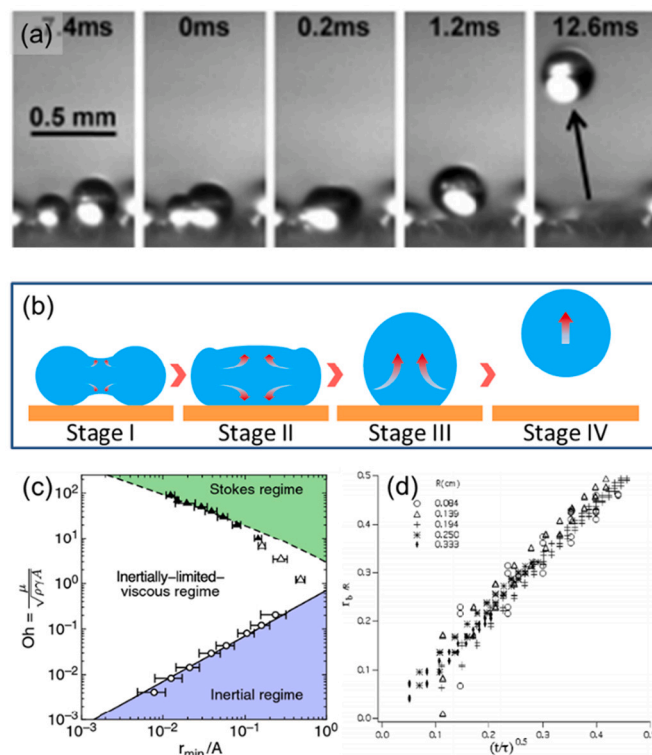 (a)
7.4ms
0ms
0.2ms
1.2ms
12.6ms
0.5 mm
(b)
Stage I
Stage II
Stage III
Stage IV
(c)
Oh = μ/√ργA
10²
10¹
10⁰
10⁻¹
10⁻²
10⁻³
Stokes regime
Inertially–limited–
viscous regime
Inertial regime
10⁻² 10⁻¹ 10⁰
r_min/A
(d)
R(cm)
0.084
0.139
0.194
0.250
0.333
0.5
0.4
0.3
0.2
0.1
0.0
0.0 0.1 0.2 0.3 0.4 0.5
(t/τ)^0.5